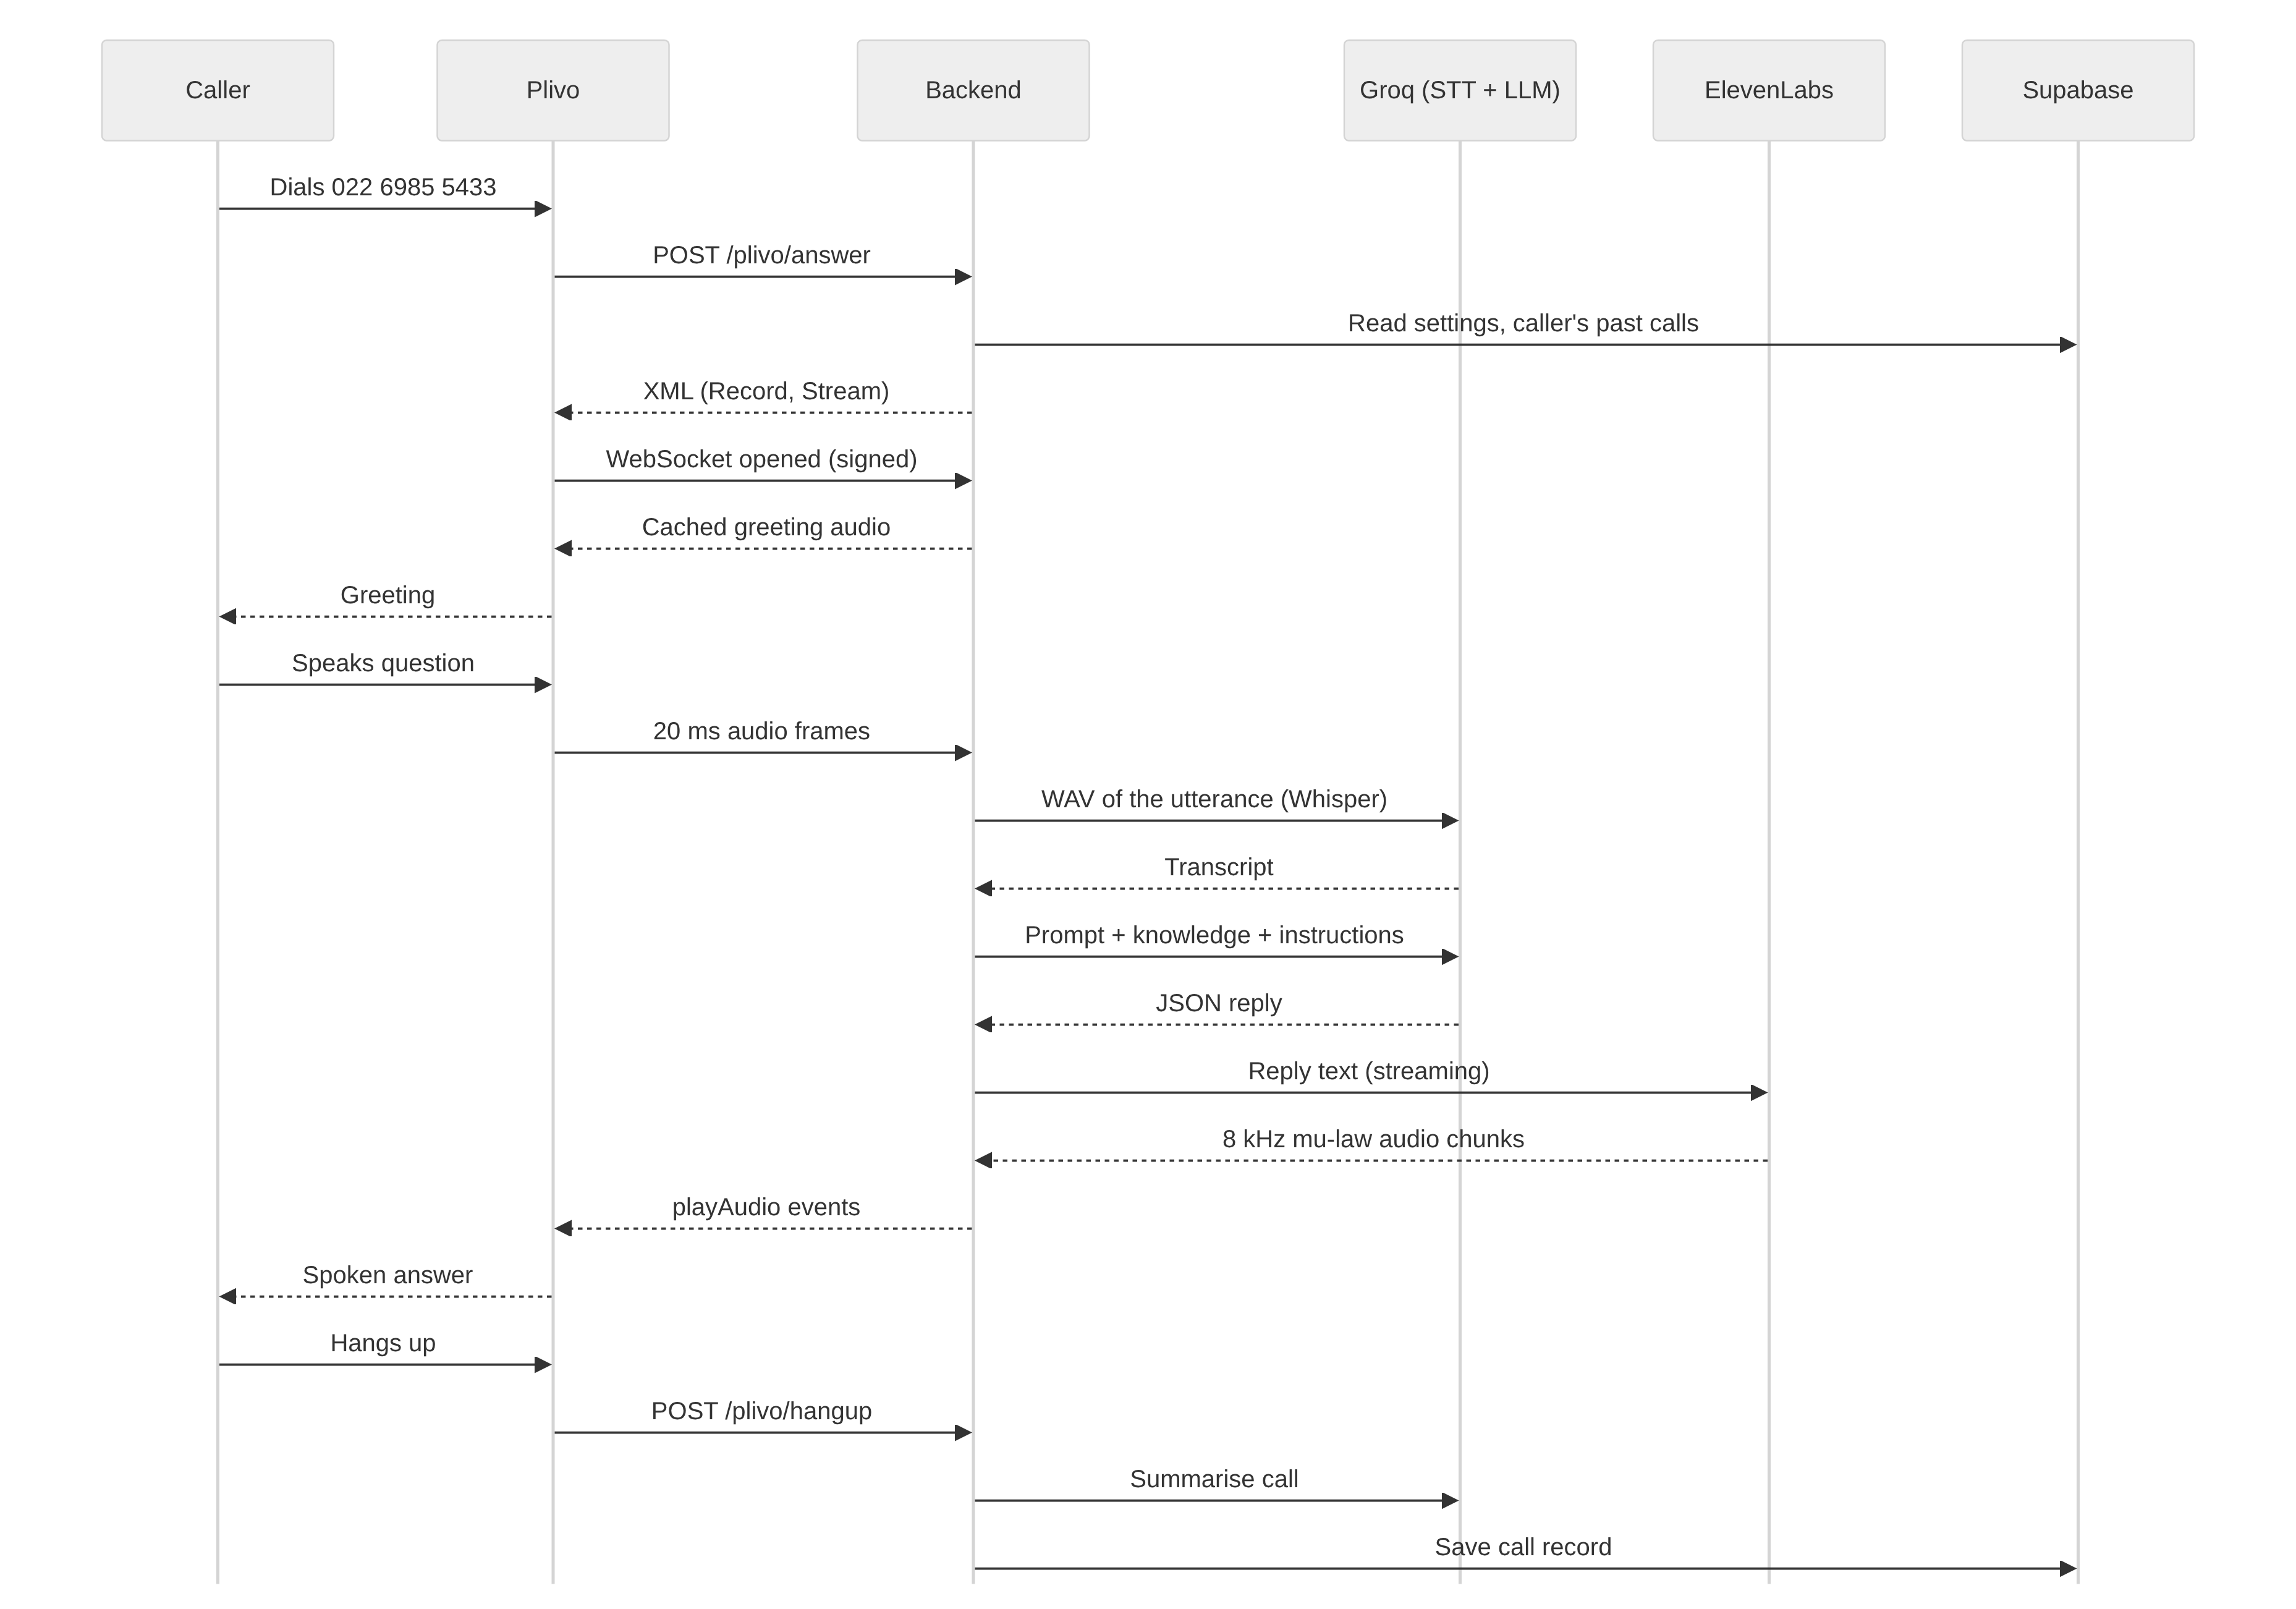 Caller
Plivo
Backend
Groq (STT + LLM)
ElevenLabs
Supabase
Dials 022 6985 5433
POST /plivo/answer
Read settings, caller's past calls
XML (Record, Stream)
WebSocket opened (signed)
Cached greeting audio
Greeting
Speaks question
20 ms audio frames
WAV of the utterance (Whisper)
Transcript
Prompt + knowledge + instructions
JSON reply
Reply text (streaming)
8 kHz mu-law audio chunks
playAudio events
Spoken answer
Hangs up
POST /plivo/hangup
Summarise call
Save call record